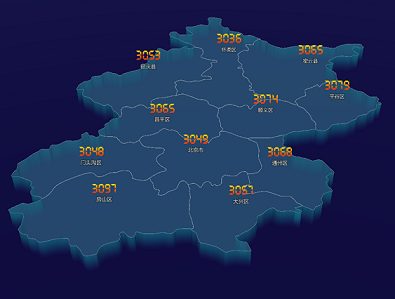 3036
怀柔区
3053
延庆县
3065
密云县
3079
平谷区
3074
顺义区
3065
昌平区
3049
北京市
3048
门头沟区
3068
通州区
3097
房山区
3067
大兴区